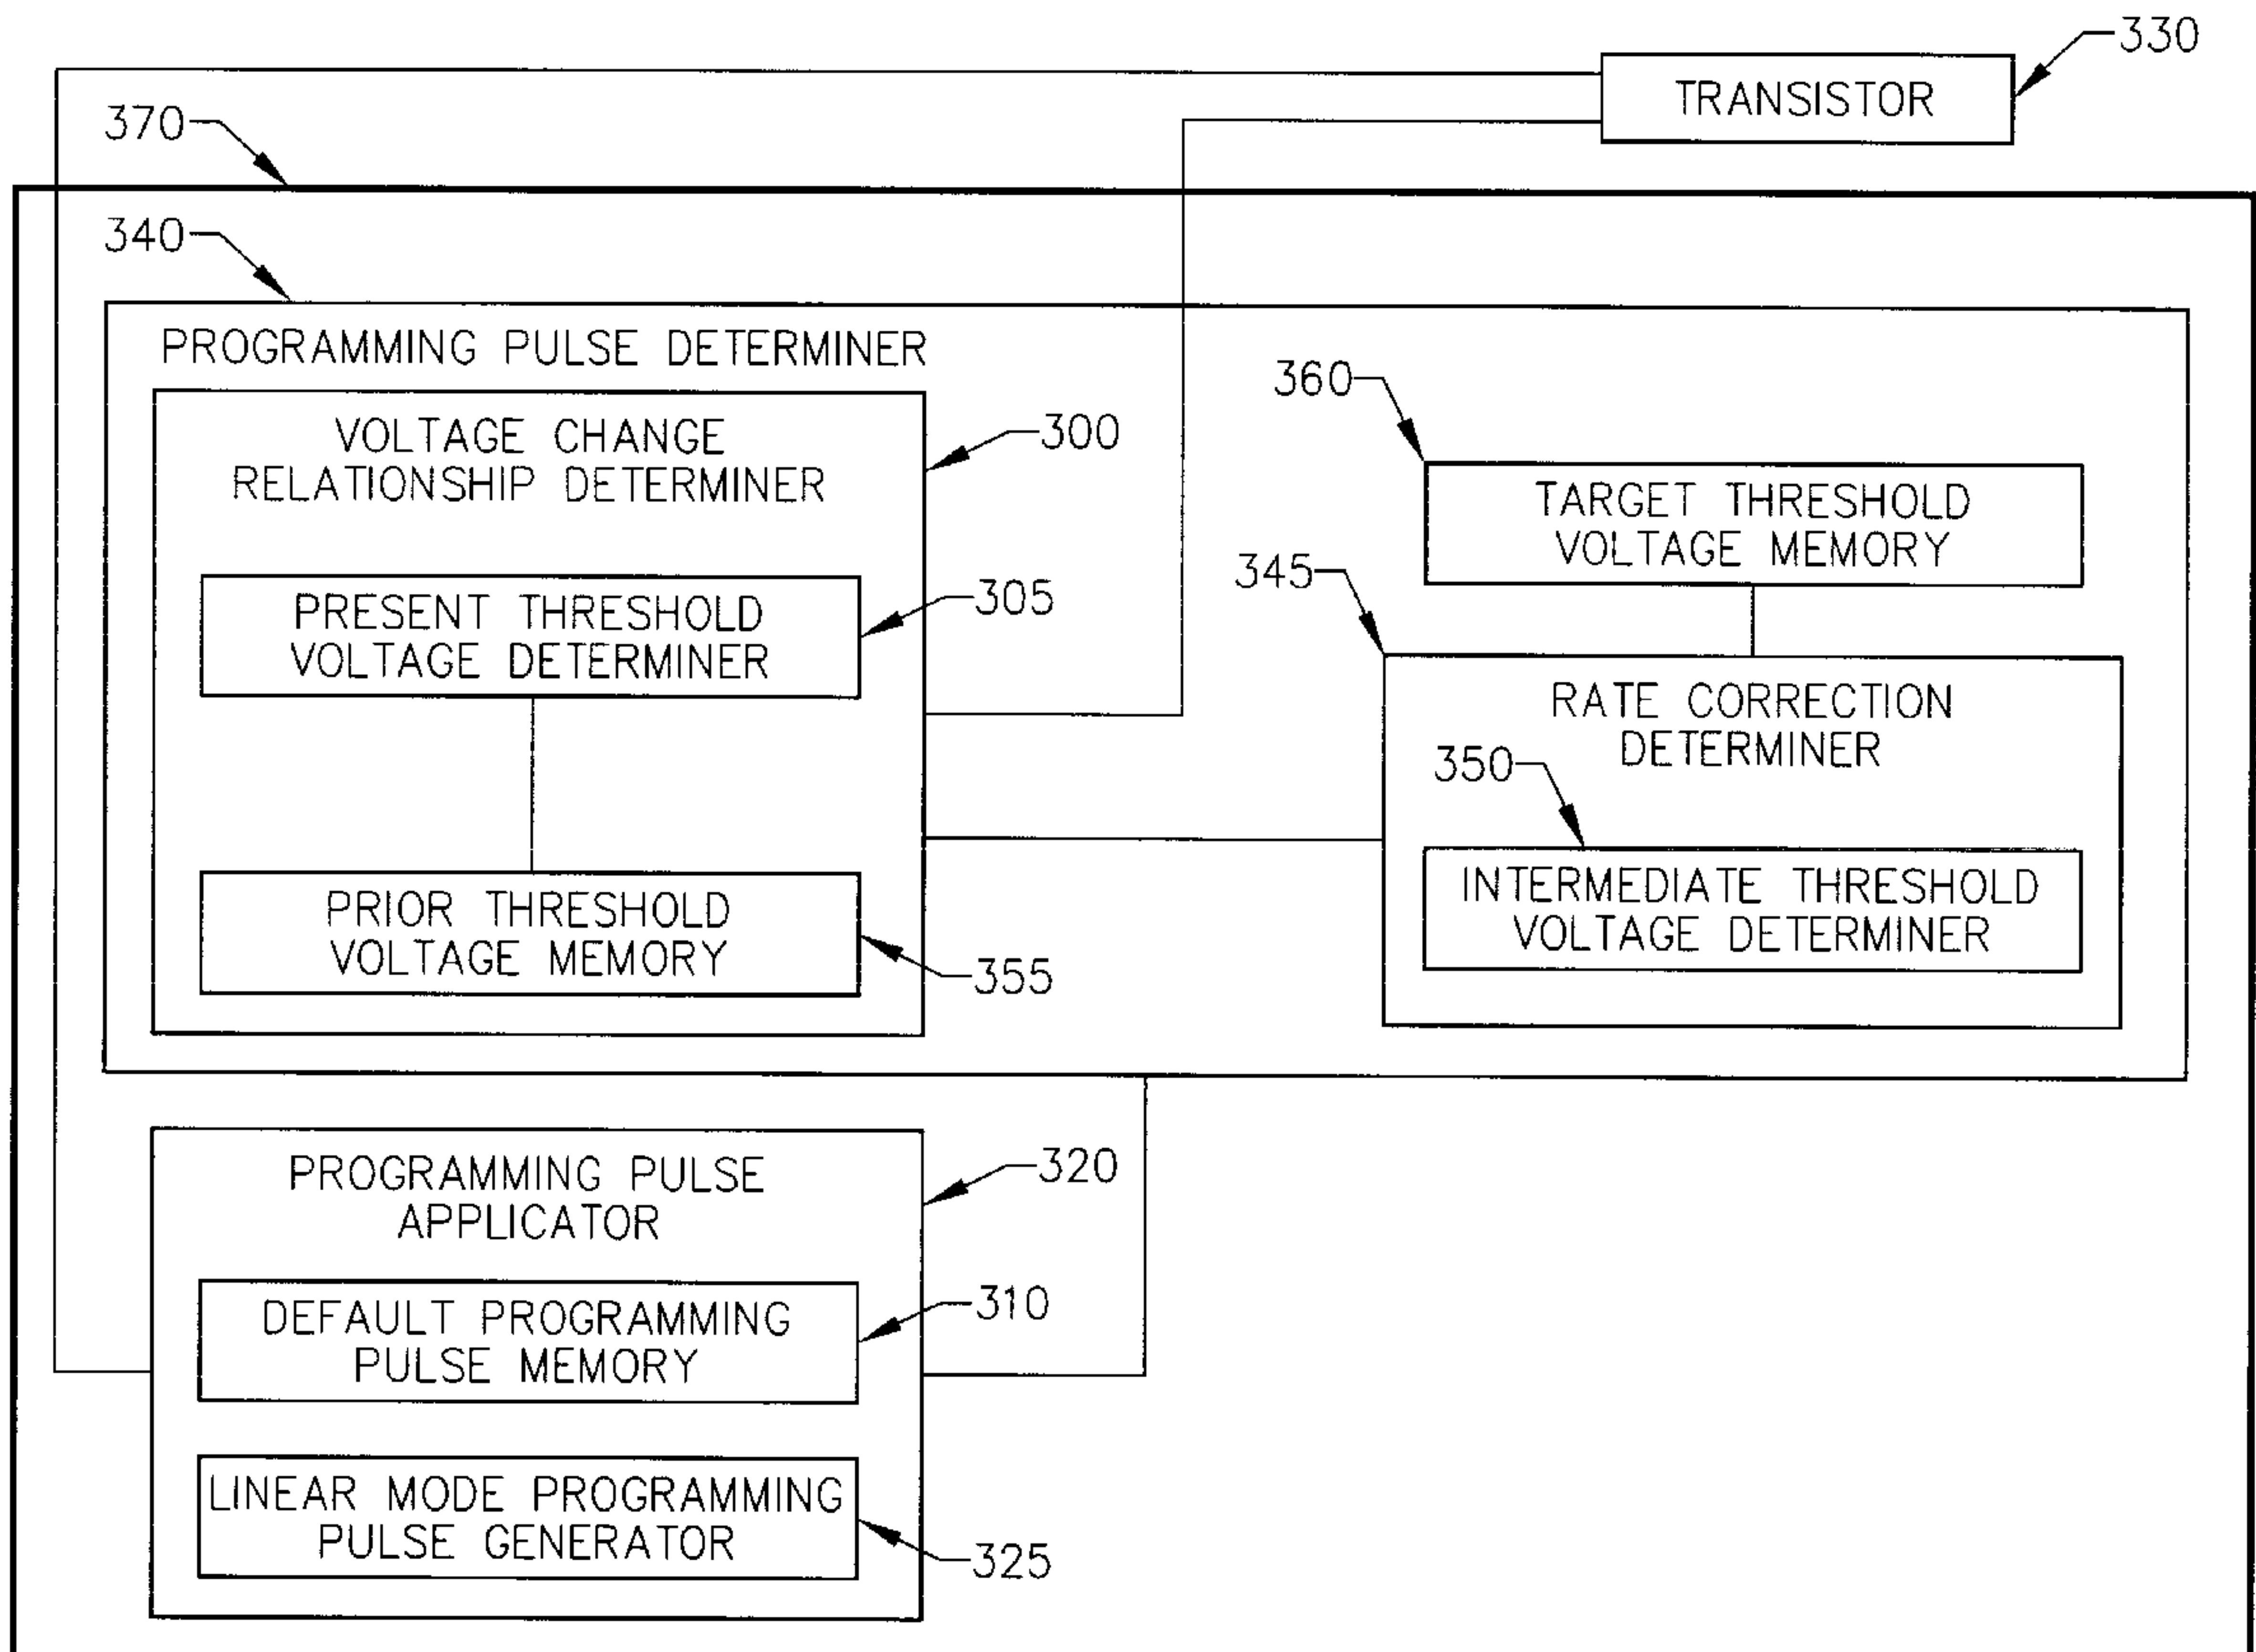 330
TRANSISTOR
370
340
PROGRAMMING PULSE DETERMINER
360
VOLTAGE CHANGE
RELATIONSHIP DETERMINER
300
TARGET THRESHOLD
VOLTAGE MEMORY
345
PRESENT THRESHOLD
VOLTAGE DETERMINER
305
RATE CORRECTION
DETERMINER
350
INTERMEDIATE THRESHOLD
VOLTAGE DETERMINER
PRIOR THRESHOLD
VOLTAGE MEMORY
355
PROGRAMMING PULSE
APPLICATOR
320
DEFAULT PROGRAMMING
PULSE MEMORY
310
LINEAR MODE PROGRAMMING
PULSE GENERATOR
325